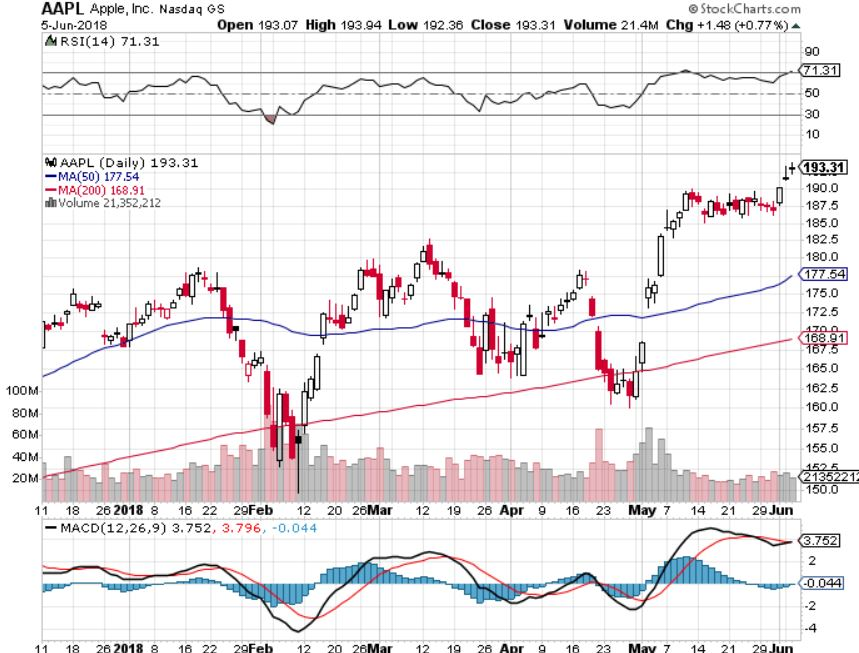 AAPL Apple, Inc. Nasdaq GS © StockCharts.com
5-Jun-2018 Open 193.07 High 193.94 Low 192.36 Close 193.31 Volume 21.4M Chg +1.48 (+0.77%)
RSI(14) 71.31
90
71.31
50
30
10
AAPL (Daily) 193.31
MA(50) 177.54
MA(200) 168.91
Volume 21,352,212
193.31
190.0
187.5
185.0
182.5
180.0
177.54
175.0
172.5
170.0
168.91
167.5
165.0
162.5
160.0
157.5
155.0
152.5
150.0
100M
80M
60M
40M
20M
21352212
11 18 26 2018 8 16 22 29 Feb 12 20 26 Mar 12 19 26 Apr 9 16 23 May 7 14 21 29 Jun
MACD(12,26,9) 3.752, 3.796, -0.044
3.752
2
-0.044
-2
-4
11 18 26 2018 8 16 22 29 Feb 12 20 26 Mar 12 19 26 Apr 9 16 23 May 7 14 21 29 Jun